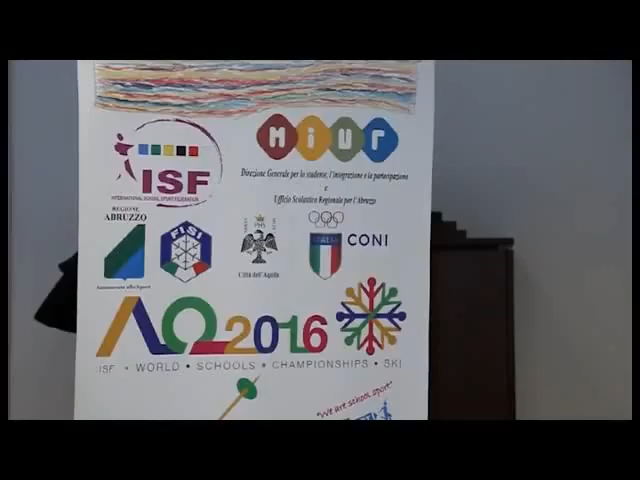 ISF
INTERNATIONAL SCHOOL SPORT FEDERATION
MIUR
Direzione Generale per lo studente, l'integrazione e la partecipazione
e
Ufficio Scolastico Regionale per l'Abruzzo
REGIONE
ABRUZZO
Assessorato allo Sport
FISI
PHS
Città dell'Aquila
ITALIA
CONI
AQ2016
ISF • WORLD • SCHOOLS • CHAMPIONSHIPS • SKI
"We are school sport"